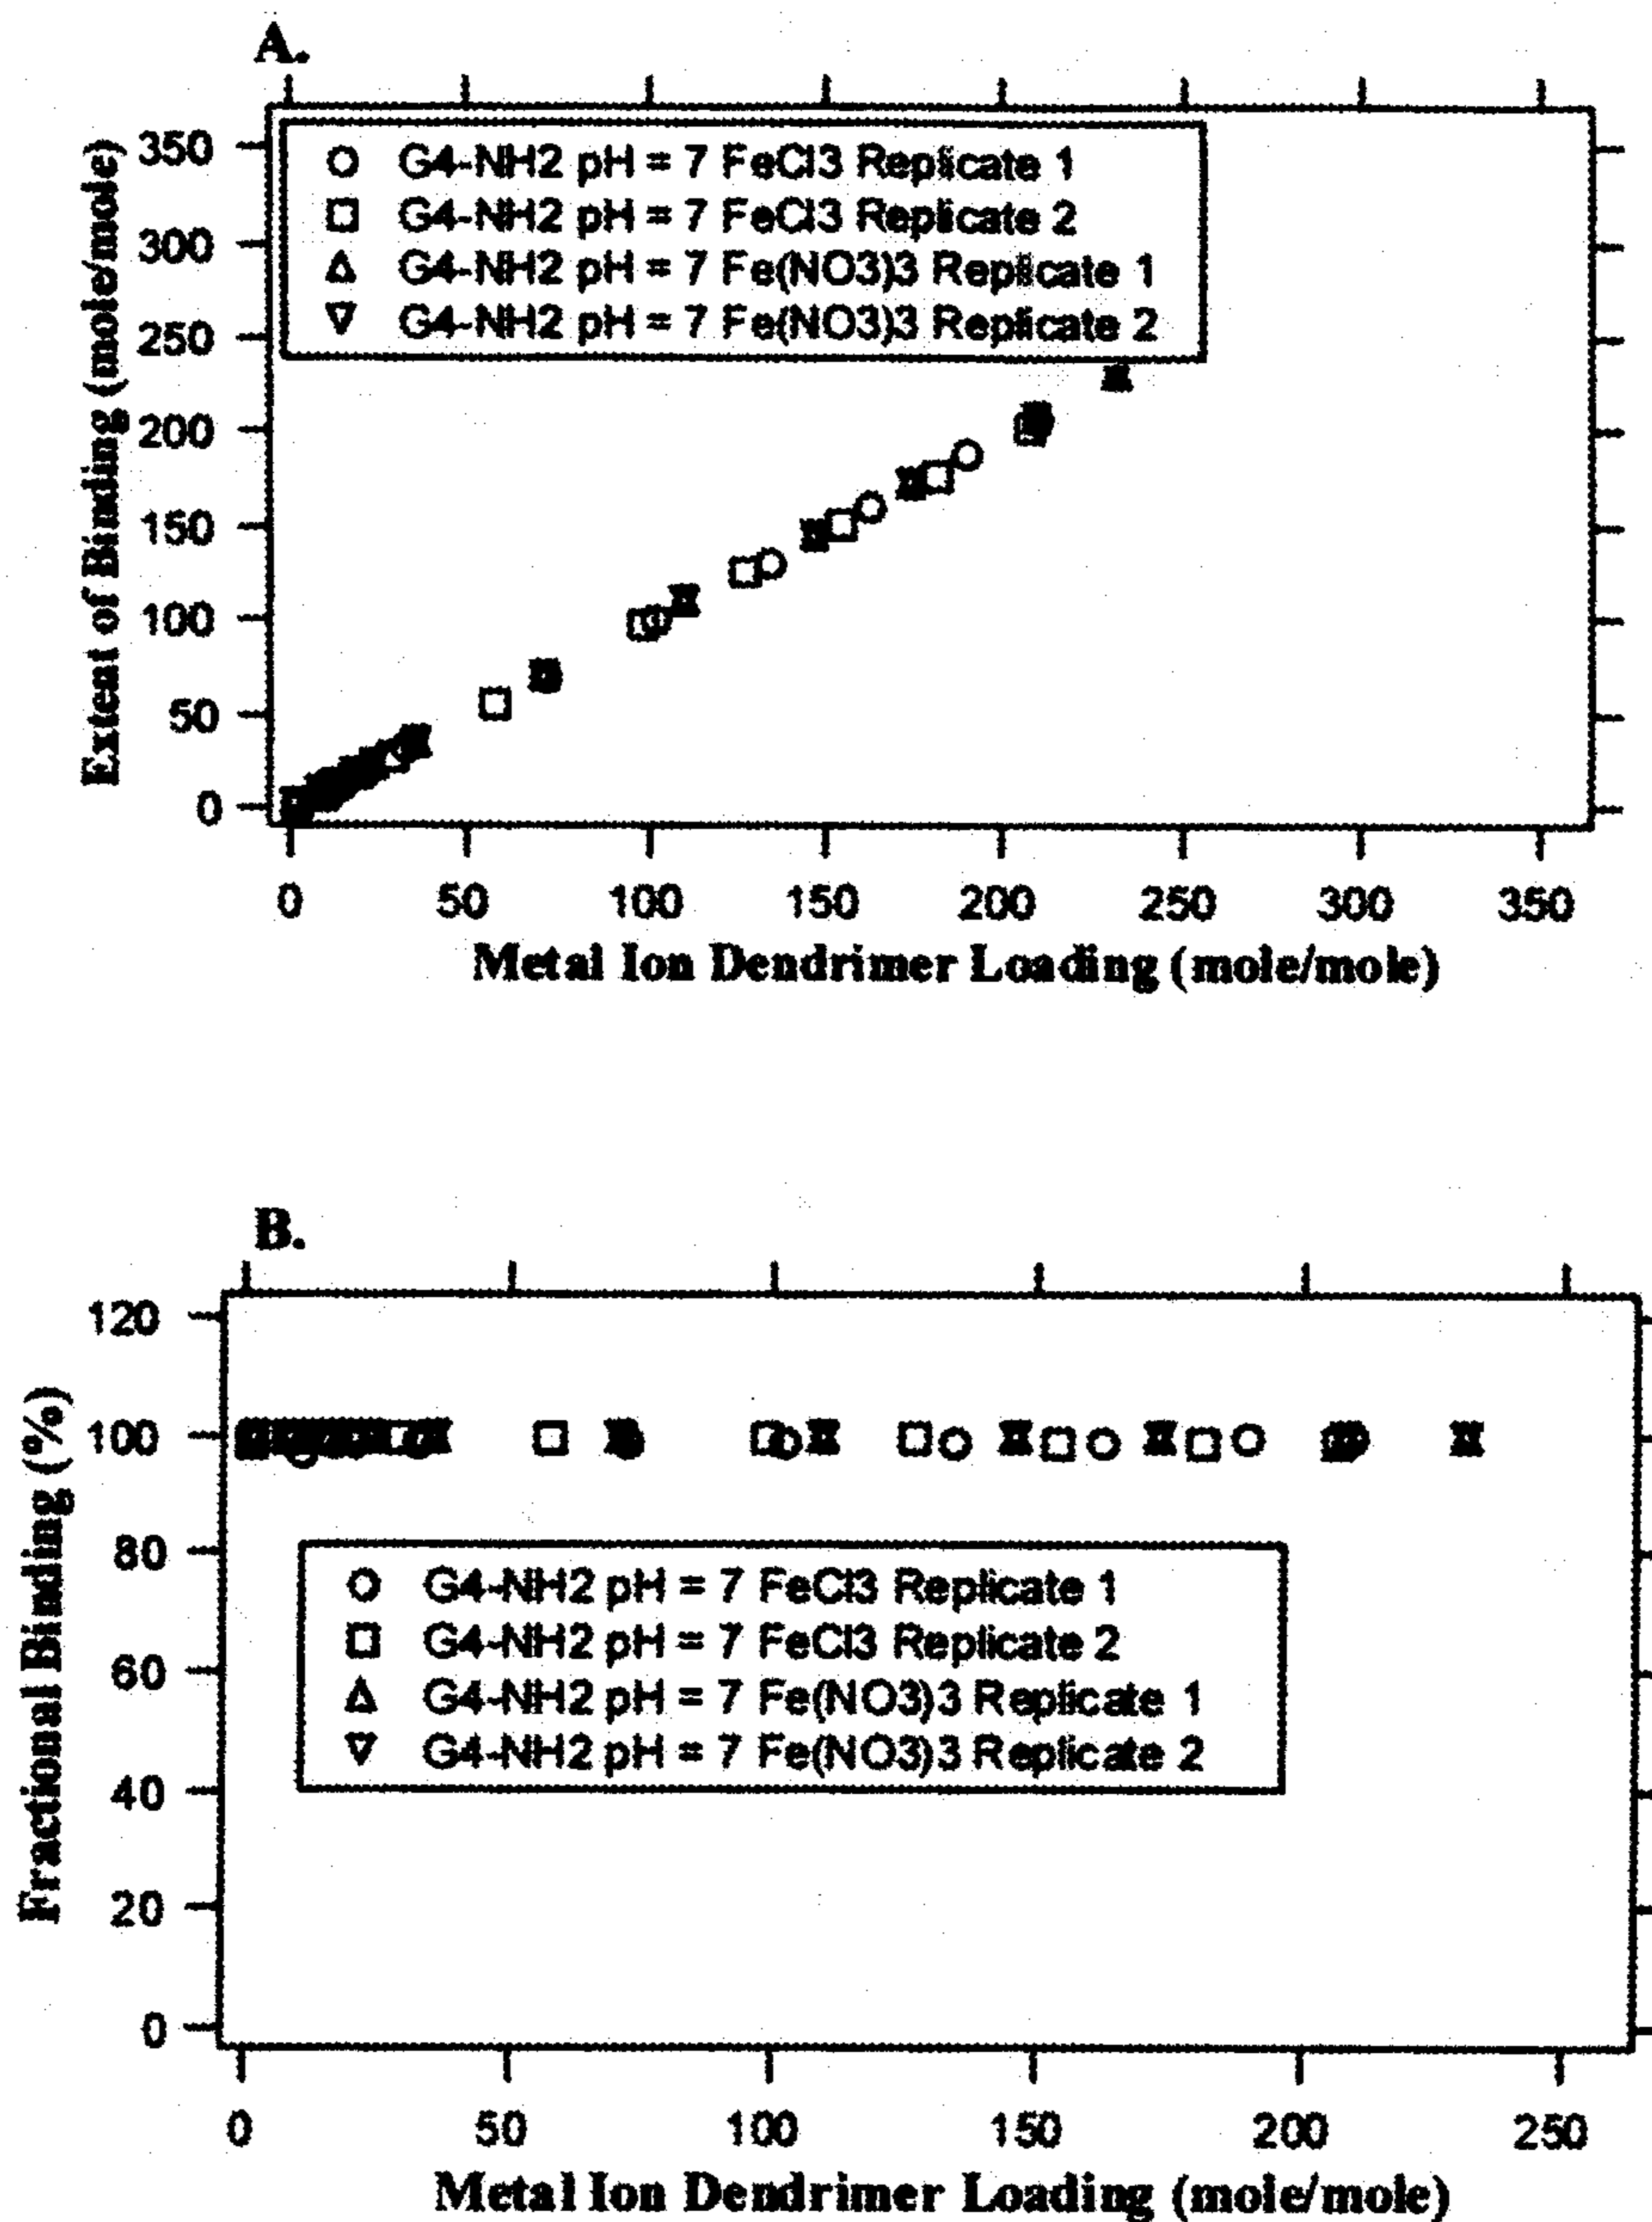 A.
Extent of Binding (mole/mole)
350
300
250
200
150
100
50
0
G4-NH2 pH = 7 FeCl3 Replicate 1
G4-NH2 pH = 7 FeCl3 Replicate 2
G4-NH2 pH = 7 Fe(NO3)3 Replicate 1
G4-NH2 pH = 7 Fe(NO3)3 Replicate 2
0 50 100 150 200 250 300 350
Metal Ion Dendrimer Loading (mole/mole)
B.
Fractional Binding (%)
120
100
80
60
40
20
0
G4-NH2 pH = 7 FeCl3 Replicate 1
G4-NH2 pH = 7 FeCl3 Replicate 2
G4-NH2 pH = 7 Fe(NO3)3 Replicate 1
G4-NH2 pH = 7 Fe(NO3)3 Replicate 2
0 50 100 150 200 250
Metal Ion Dendrimer Loading (mole/mole)